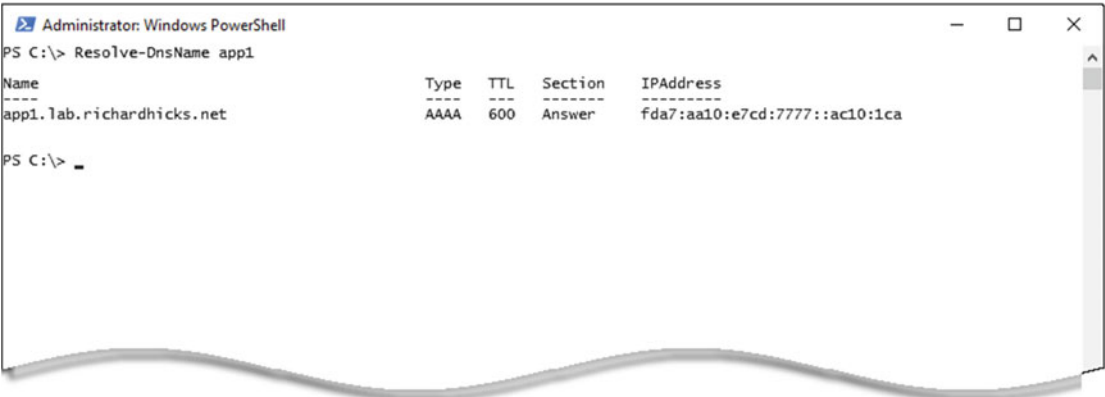 Administrator: Windows PowerShell
PS C:\> Resolve-DnsName app1
Name Type TTL Section IPAddress
---- ---- --- ------- ---------
app1.lab.richardhicks.net AAAA 600 Answer fda7:aa10:e7cd:7777::ac10:1ca
PS C:\> _